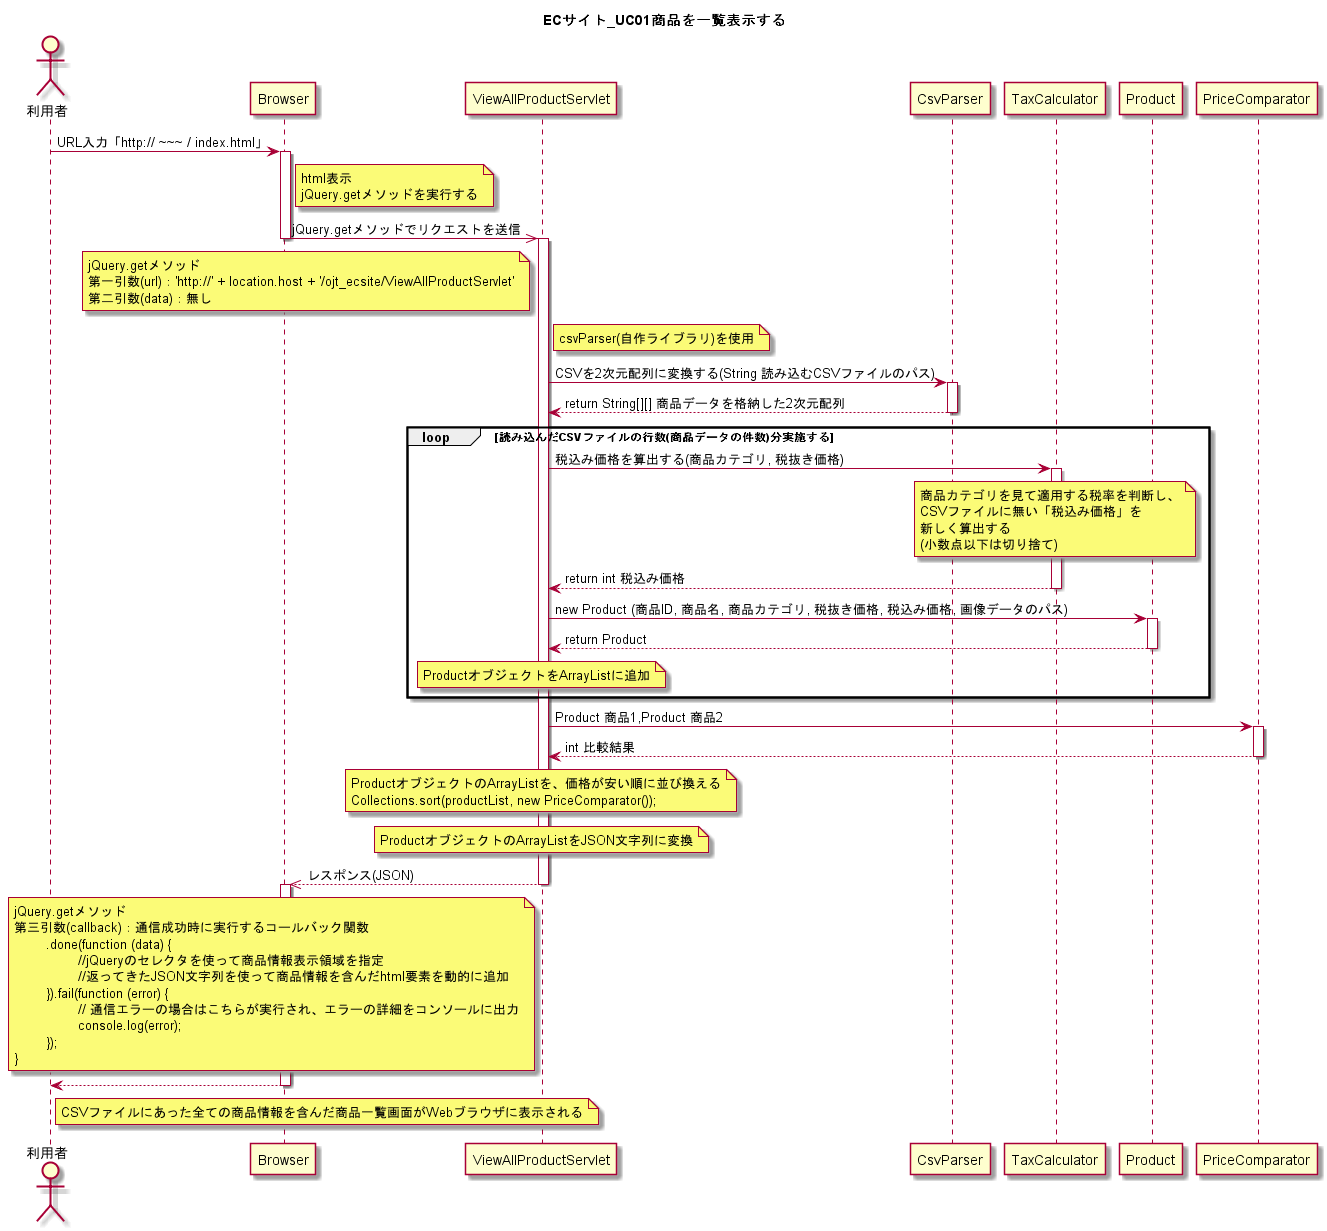 ECサイト_UC01商品を一覧表示する
利用者
Browser
ViewAllProductServlet
CsvParser
TaxCalculator
Product
PriceComparator
URL入力「http:// ~~~ / index.html」
html表示
jQuery.getメソッドを実行する
jQuery.getメソッドでリクエストを送信
jQuery.getメソッド
第一引数(url) : 'http://' + location.host + '/ojt_ecsite/ViewAllProductServlet'
第二引数(data) : 無し
csvParser(自作ライブラリ)を使用
CSVを2次元配列に変換する(String 読み込むCSVファイルのパス)
return String[][] 商品データを格納した2次元配列
loop
[読み込んだCSVファイルの行数(商品データの件数)分実施する]
税込み価格を算出する(商品カテゴリ, 税抜き価格)
商品カテゴリを見て適用する税率を判断し、
CSVファイルに無い「税込み価格」を
新しく算出する
(小数点以下は切り捨て)
return int 税込み価格
new Product (商品ID, 商品名, 商品カテゴリ, 税抜き価格, 税込み価格, 画像データのパス)
return Product
ProductオブジェクトをArrayListに追加
Product 商品1,Product 商品2
int 比較結果
ProductオブジェクトのArrayListを、価格が安い順に並び換える
Collections.sort(productList, new PriceComparator());
ProductオブジェクトのArrayListをJSON文字列に変換
レスポンス(JSON)
jQuery.getメソッド
第三引数(callback) : 通信成功時に実行するコールバック関数
.done(function (data) {
//jQueryのセレクタを使って商品情報表示領域を指定
//返ってきたJSON文字列を使って商品情報を含んだhtml要素を動的に追加
}).fail(function (error) {
// 通信エラーの場合はこちらが実行され、エラーの詳細をコンソールに出力
console.log(error);
});
}
CSVファイルにあった全ての商品情報を含んだ商品一覧画面がWebブラウザに表示される
利用者
Browser
ViewAllProductServlet
CsvParser
TaxCalculator
Product
PriceComparator